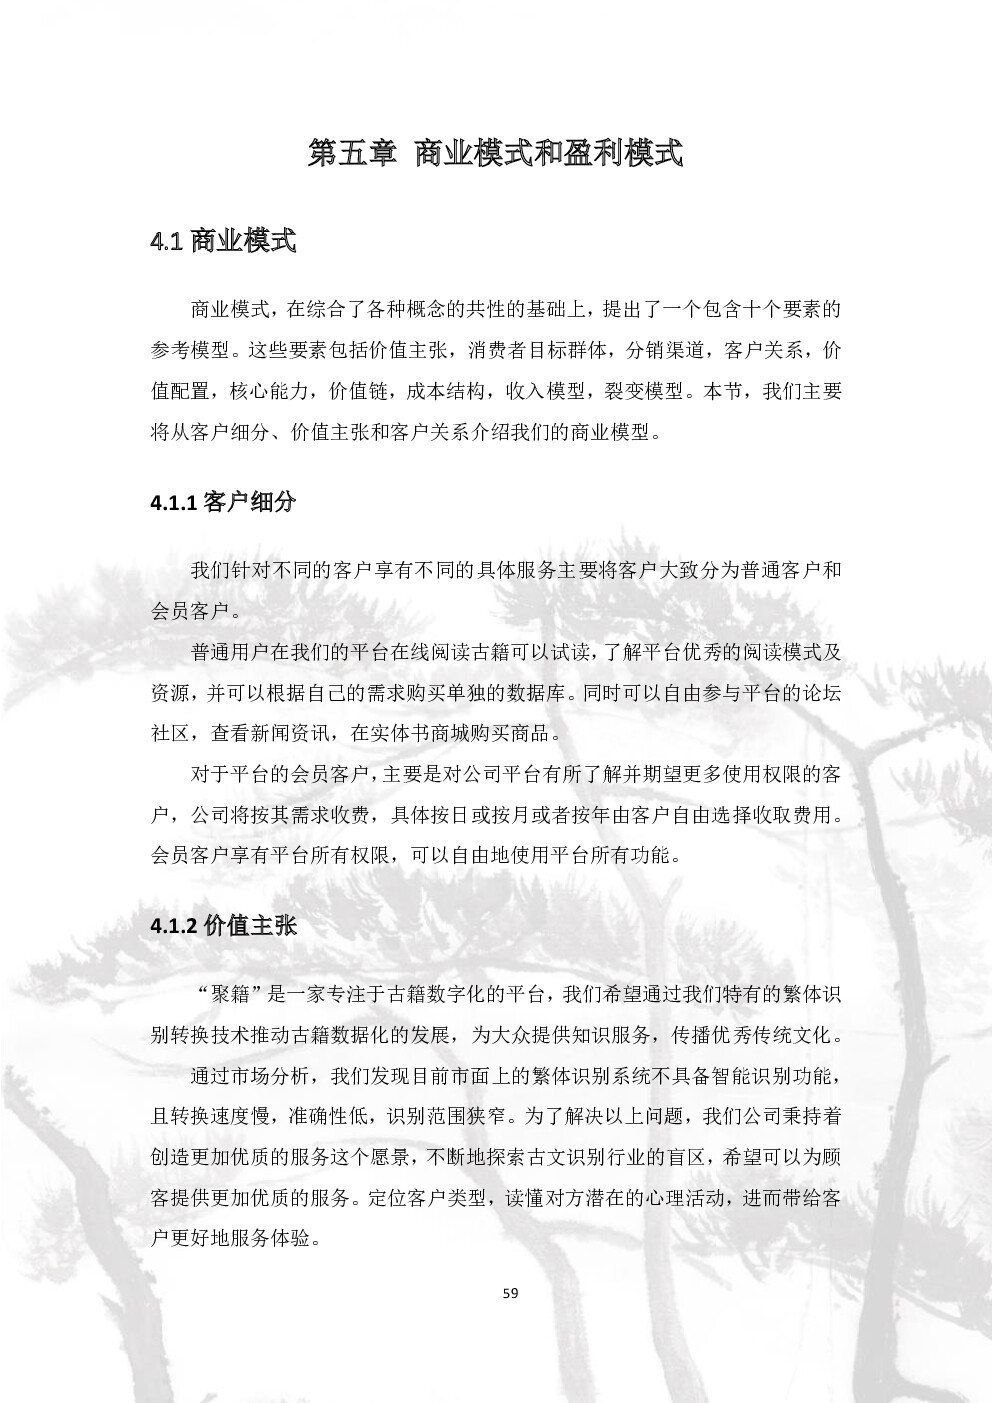 第五章 商业模式和盈利模式
4.1 商业模式
商业模式，在综合了各种概念的共性的基础上，提出了一个包含十个要素的
参考模型。这些要素包括价值主张，消费者目标群体，分销渠道，客户关系，价
值配置，核心能力，价值链，成本结构，收入模型，裂变模型。本节，我们主要
将从客户细分、价值主张和客户关系介绍我们的商业模型。
4.1.1 客户细分
我们针对不同的客户享有不同的具体服务主要将客户大致分为普通客户和
会员客户。
普通用户在我们的平台在线阅读古籍可以试读，了解平台优秀的阅读模式及
资源，并可以根据自己的需求购买单独的数据库。同时可以自由参与平台的论坛
社区，查看新闻资讯，在实体书商城购买商品。
对于平台的会员客户，主要是对公司平台有所了解并期望更多使用权限的客
户，公司将按其需求收费，具体按日或按月或者按年由客户自由选择收取费用。
会员客户享有平台所有权限，可以自由地使用平台所有功能。
4.1.2 价值主张
“聚籍”是一家专注于古籍数字化的平台，我们希望通过我们特有的繁体识
别转换技术推动古籍数据化的发展，为大众提供知识服务，传播优秀传统文化。
通过市场分析，我们发现目前市面上的繁体识别系统不具备智能识别功能，
且转换速度慢，准确性低，识别范围狭窄。为了解决以上问题，我们公司秉持着
创造更加优质的服务这个愿景，不断地探索古文识别行业的盲区，希望可以为顾
客提供更加优质的服务。定位客户类型，读懂对方潜在的心理活动，进而带给客
户更好地服务体验。
59